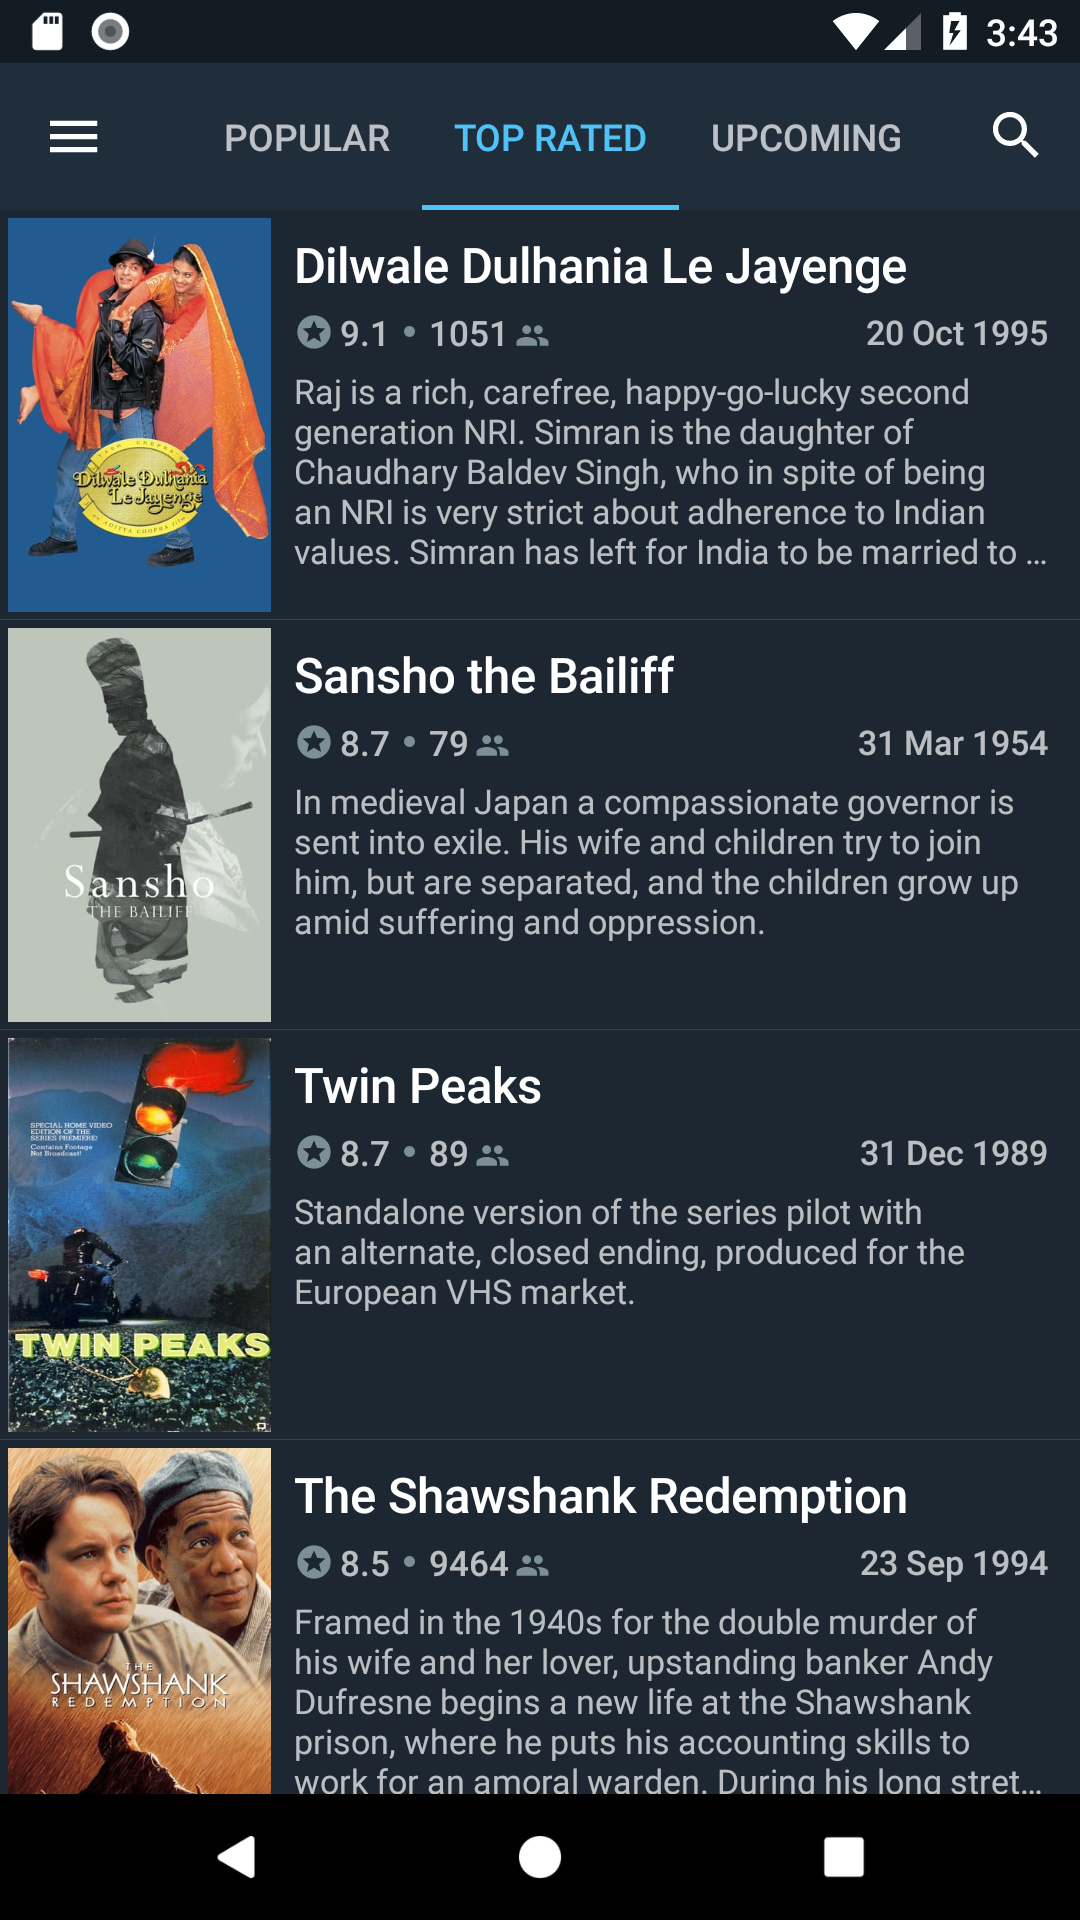 3:43
POPULAR TOP RATED UPCOMING
Dilwale Dulhania Le Jayenge
9.1 • 1051 20 Oct 1995
Raj is a rich, carefree, happy-go-lucky second
generation NRI. Simran is the daughter of
Chaudhary Baldev Singh, who in spite of being
an NRI is very strict about adherence to Indian
values. Simran has left for India to be married to …
YASH CHOPRA
Dilwale Dulhania
Le Jayenge
an ADITYA CHOPRA film
Sansho the Bailiff
8.7 • 79 31 Mar 1954
In medieval Japan a compassionate governor is
sent into exile. His wife and children try to join
him, but are separated, and the children grow up
amid suffering and oppression.
Sansho
THE BAILIFF
Twin Peaks
8.7 • 89 31 Dec 1989
Standalone version of the series pilot with
an alternate, closed ending, produced for the
European VHS market.
SPECIAL HOME VIDEO
EDITION OF THE
SERIES PREMIERE!
Contains Footage
Not Broadcast!
TWIN PEAKS
The Shawshank Redemption
8.5 • 9464 23 Sep 1994
Framed in the 1940s for the double murder of
his wife and her lover, upstanding banker Andy
Dufresne begins a new life at the Shawshank
prison, where he puts his accounting skills to
work for an amoral warden. During his long stret…
THE
SHAWSHANK
REDEMPTION